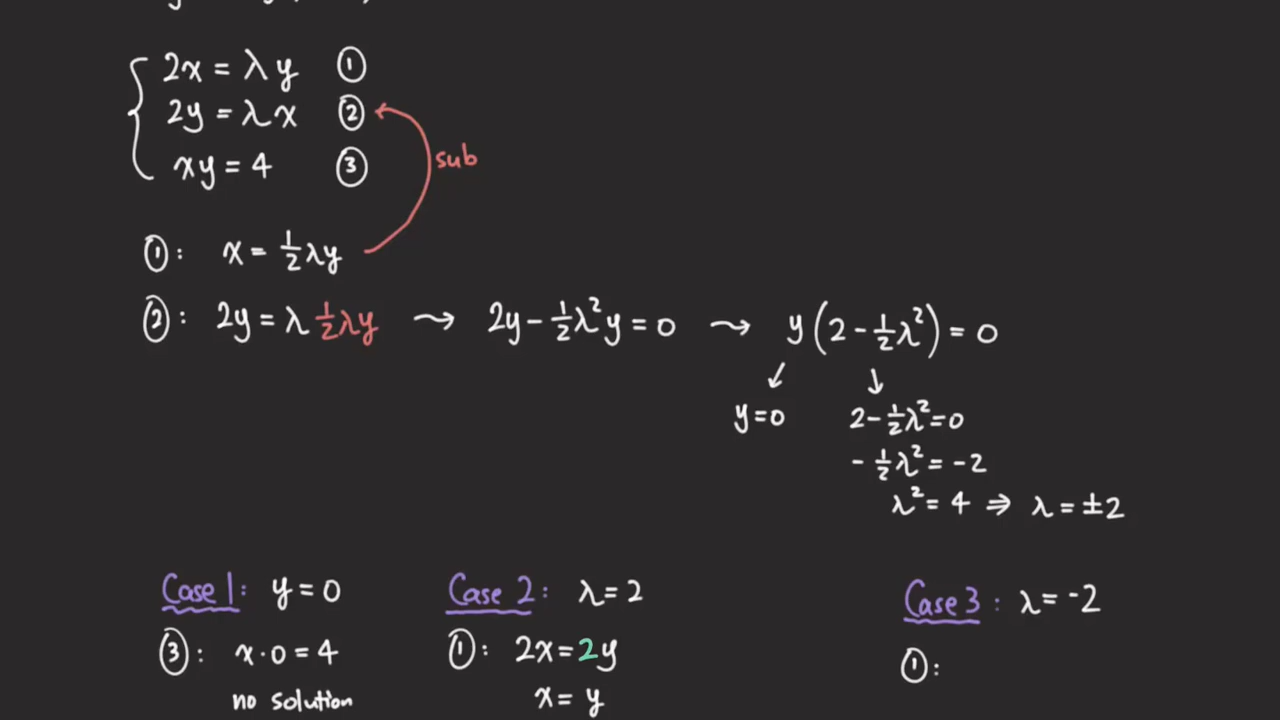 2x = λy ①
2y = λx ②
sub
xy = 4 ③
①: x = ½λy
②: 2y = λ ½λy ⇝ 2y − ½λ²y = 0 ⇝ y(2 − ½λ²) = 0
↙ ↓
y=0 2 − ½λ² = 0
− ½λ² = −2
λ² = 4 ⇒ λ = ±2
Case 1: y = 0
③: x · 0 = 4
no solution
Case 2: λ = 2
①: 2x = 2y
x = y
Case 3: λ = -2
①: